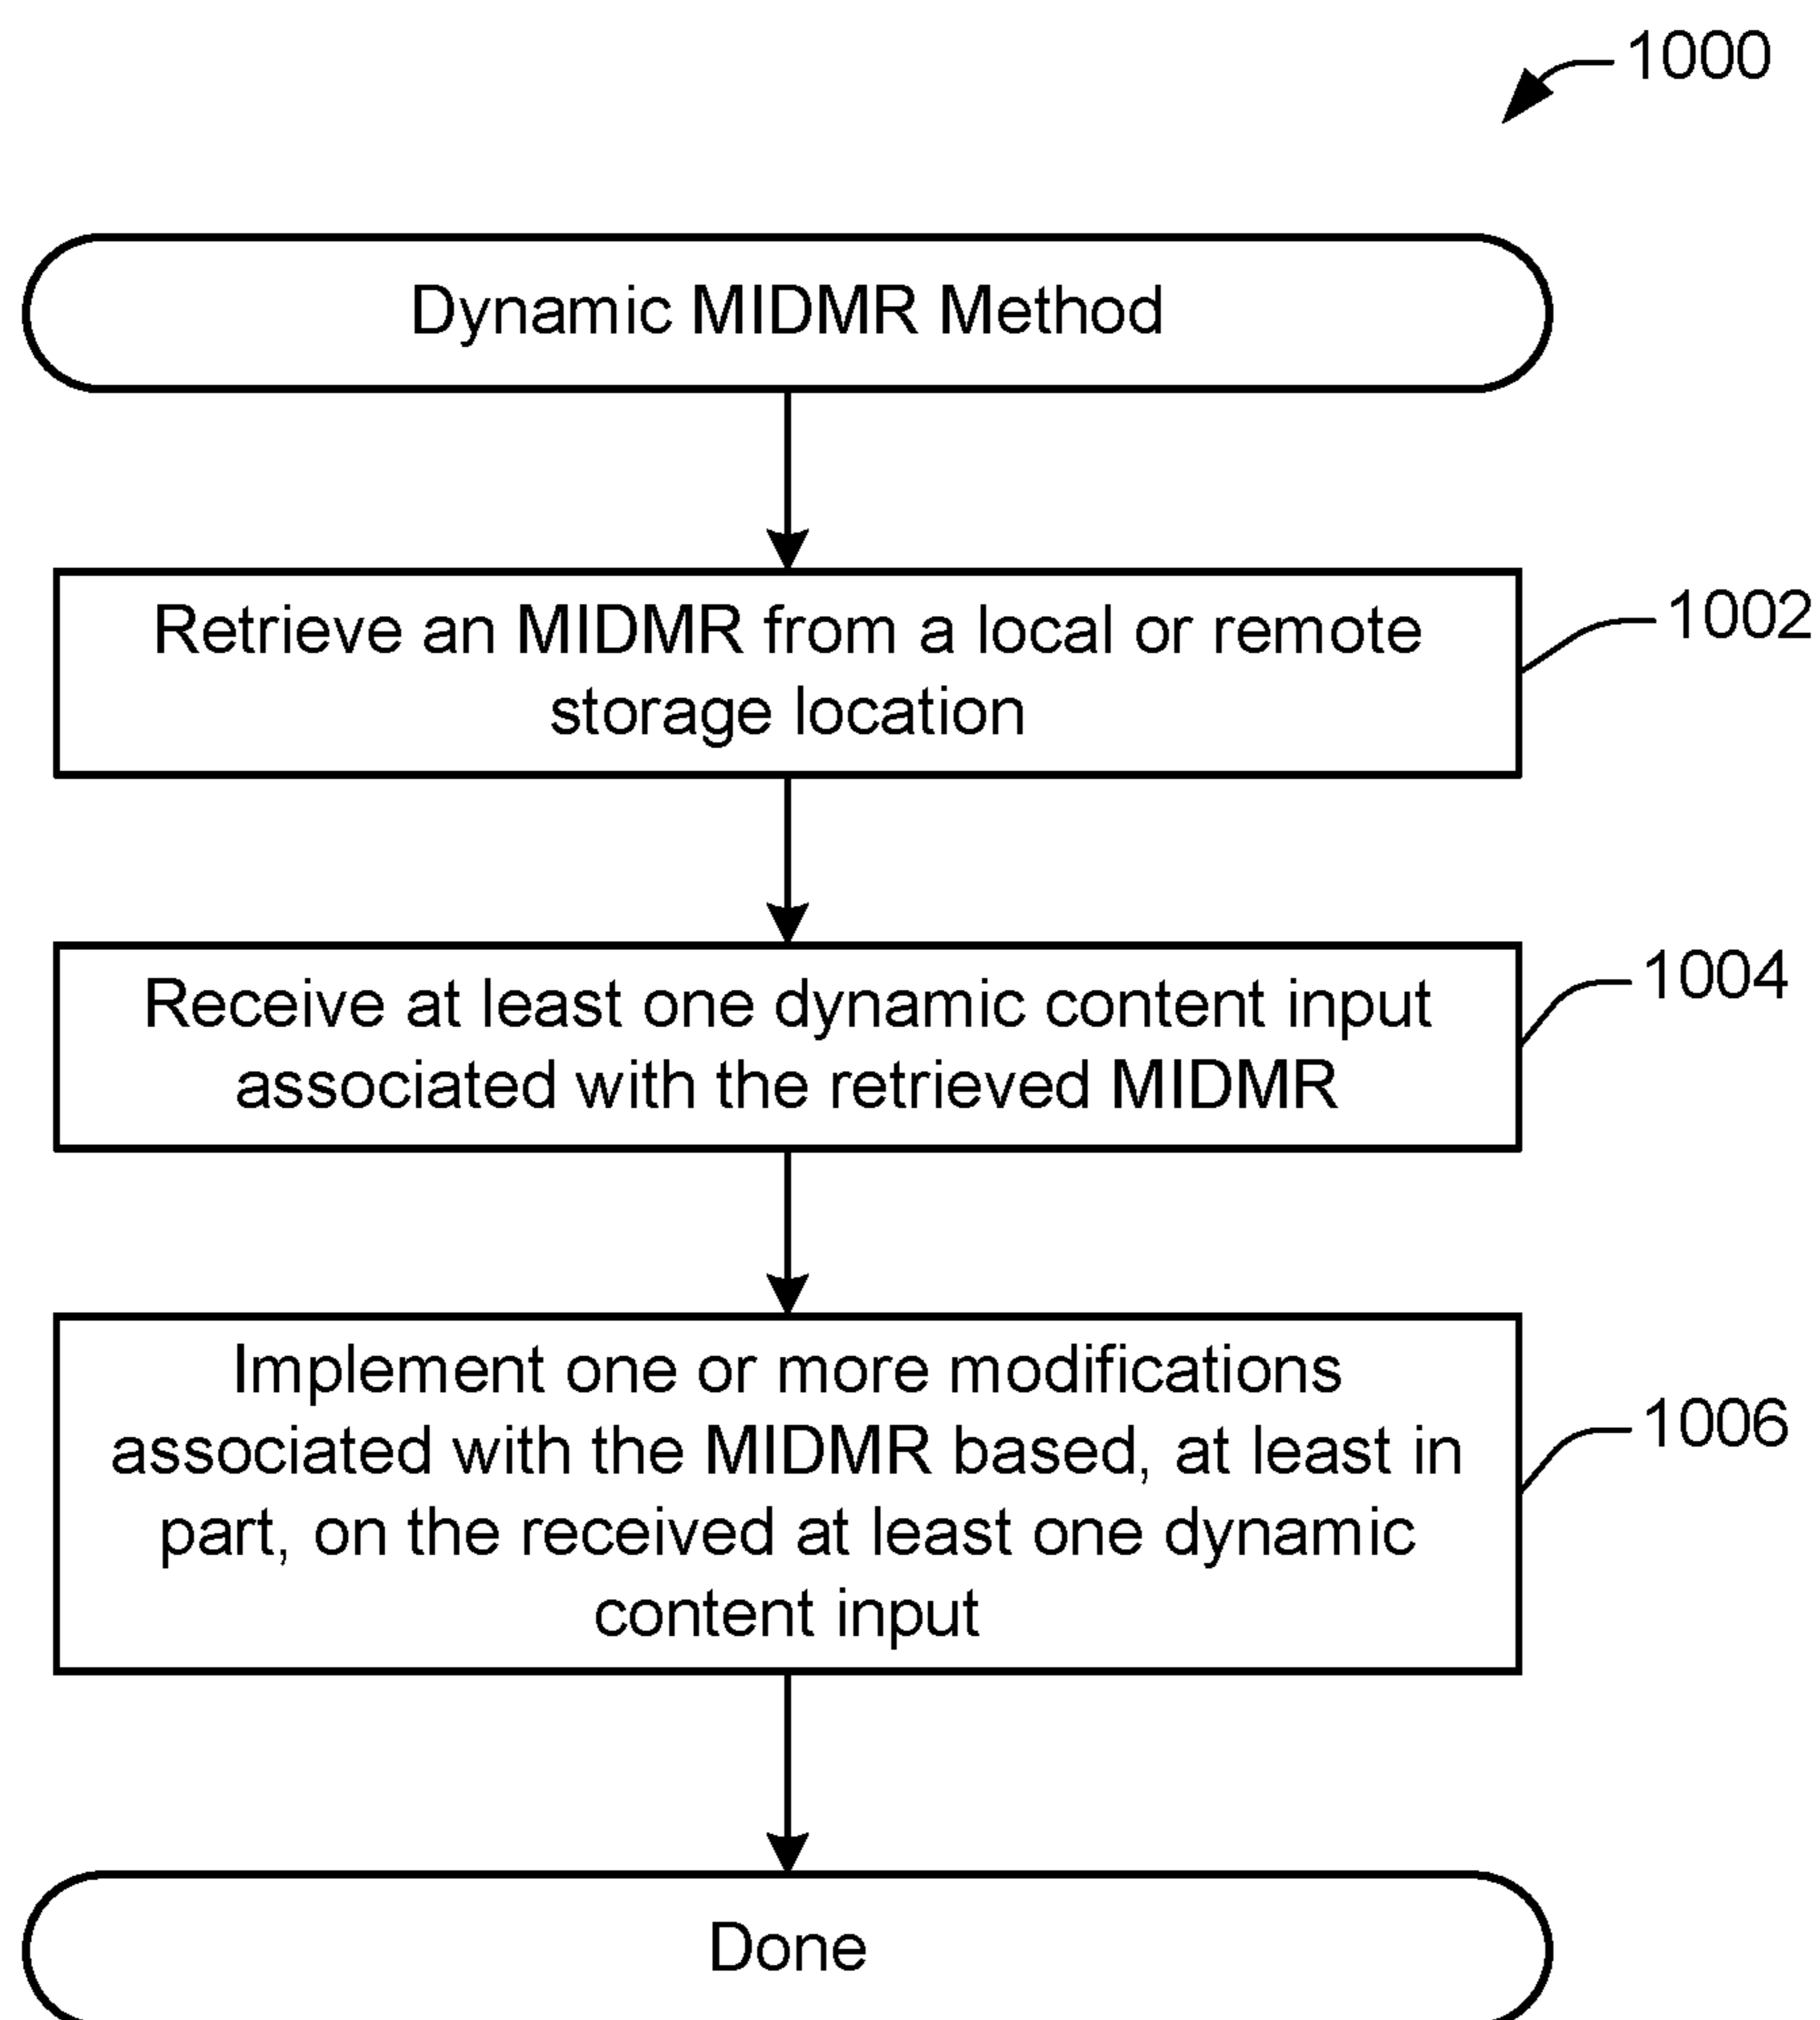 1000
Dynamic MIDMR Method
Retrieve an MIDMR from a local or remote
storage location
1002
Receive at least one dynamic content input
associated with the retrieved MIDMR
1004
Implement one or more modifications
associated with the MIDMR based, at least in
part, on the received at least one dynamic
content input
1006
Done